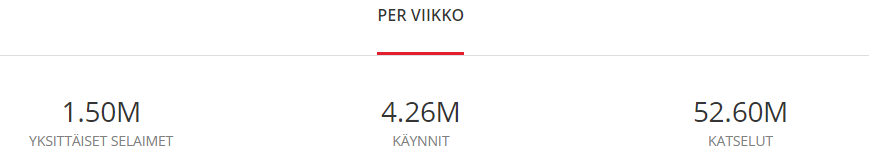 PER VIIKKO
1.50M 4.26M 52.60M
YKSITTÄISET SELAIMET KÄYNNIT KATSELUT